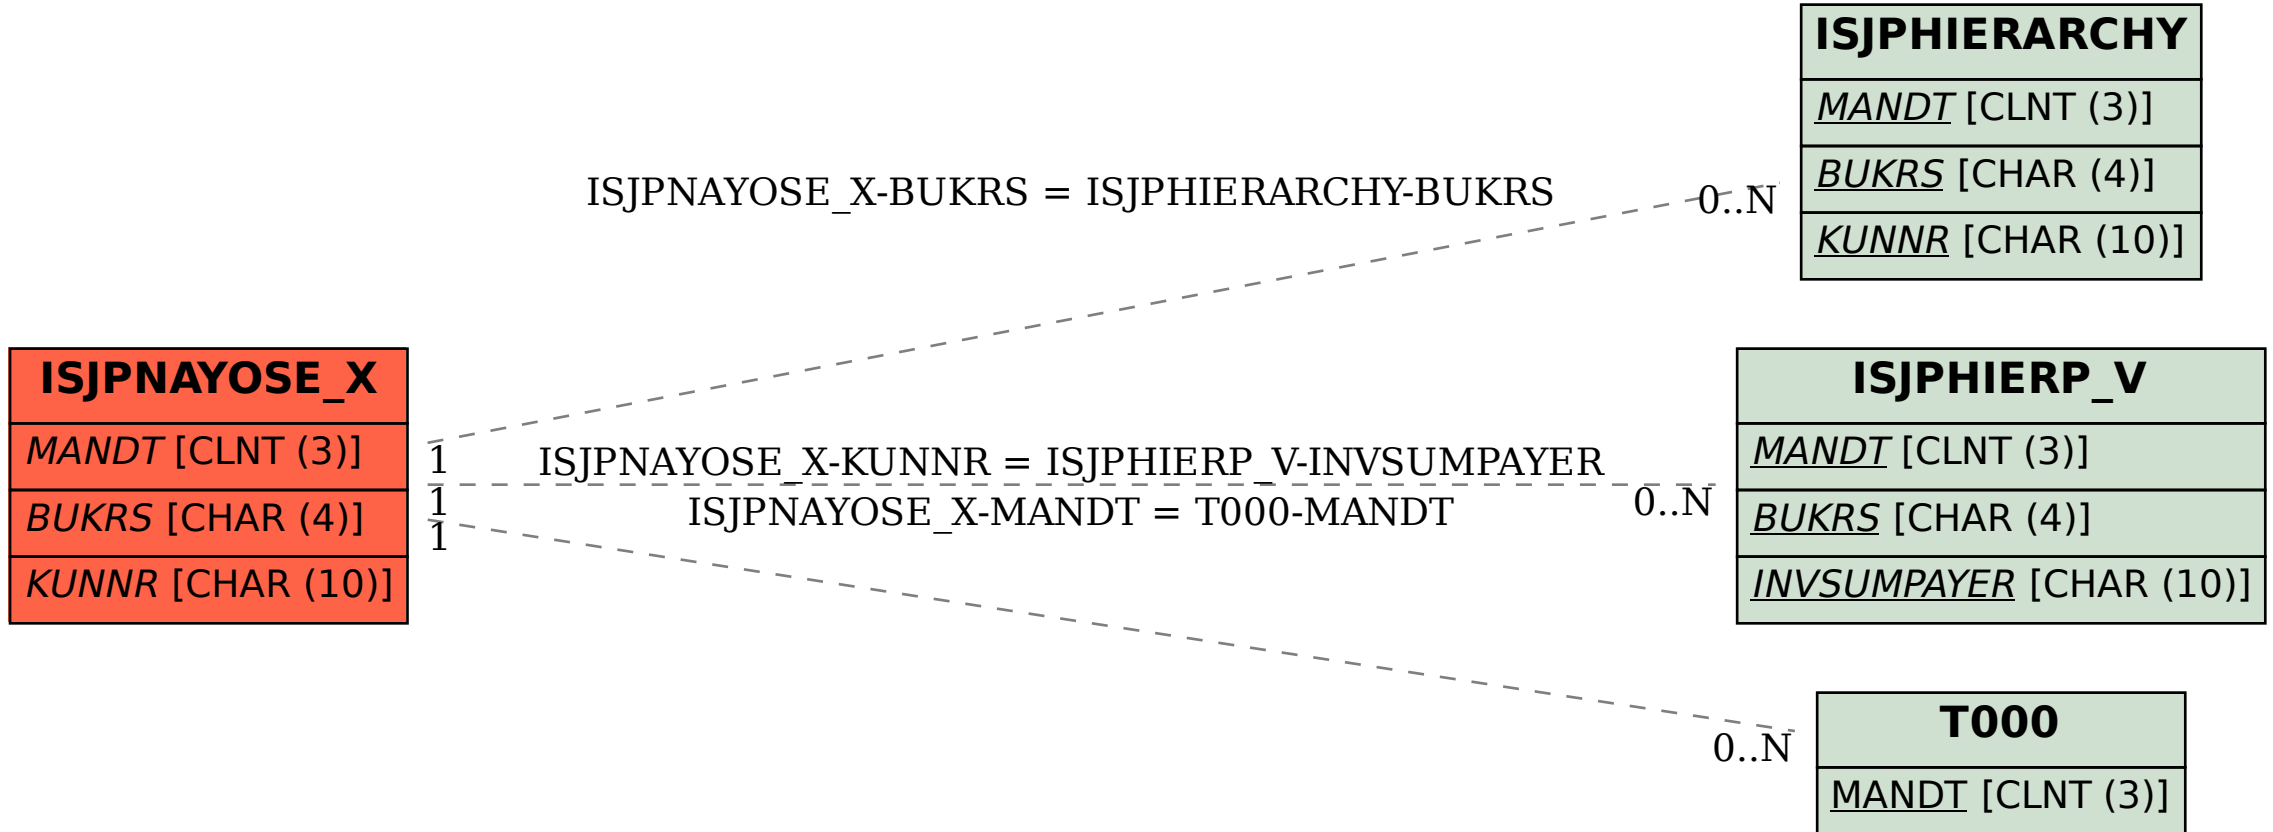 ISJPHIERARCHY
MANDT [CLNT (3)]
BUKRS [CHAR (4)]
KUNNR [CHAR (10)]
ISJPNAYOSE_X-BUKRS = ISJPHIERARCHY-BUKRS
0..N
ISJPNAYOSE_X
MANDT [CLNT (3)]
BUKRS [CHAR (4)]
KUNNR [CHAR (10)]
1
1
1
ISJPNAYOSE_X-KUNNR = ISJPHIERP_V-INVSUMPAYER
ISJPNAYOSE_X-MANDT = T000-MANDT
0..N
ISJPHIERP_V
MANDT [CLNT (3)]
BUKRS [CHAR (4)]
INVSUMPAYER [CHAR (10)]
0..N
T000
MANDT [CLNT (3)]